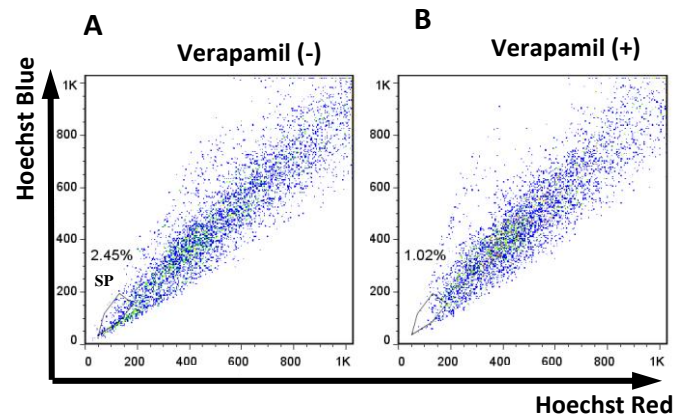 A
B
Verapamil (-)
Verapamil (+)
Hoechst Blue
1K
800
600
400
200
0
2.45%
SP
0 200 400 600 800 1K
1K
800
600
400
200
0
1.02%
0 200 400 600 800 1K
Hoechst Red